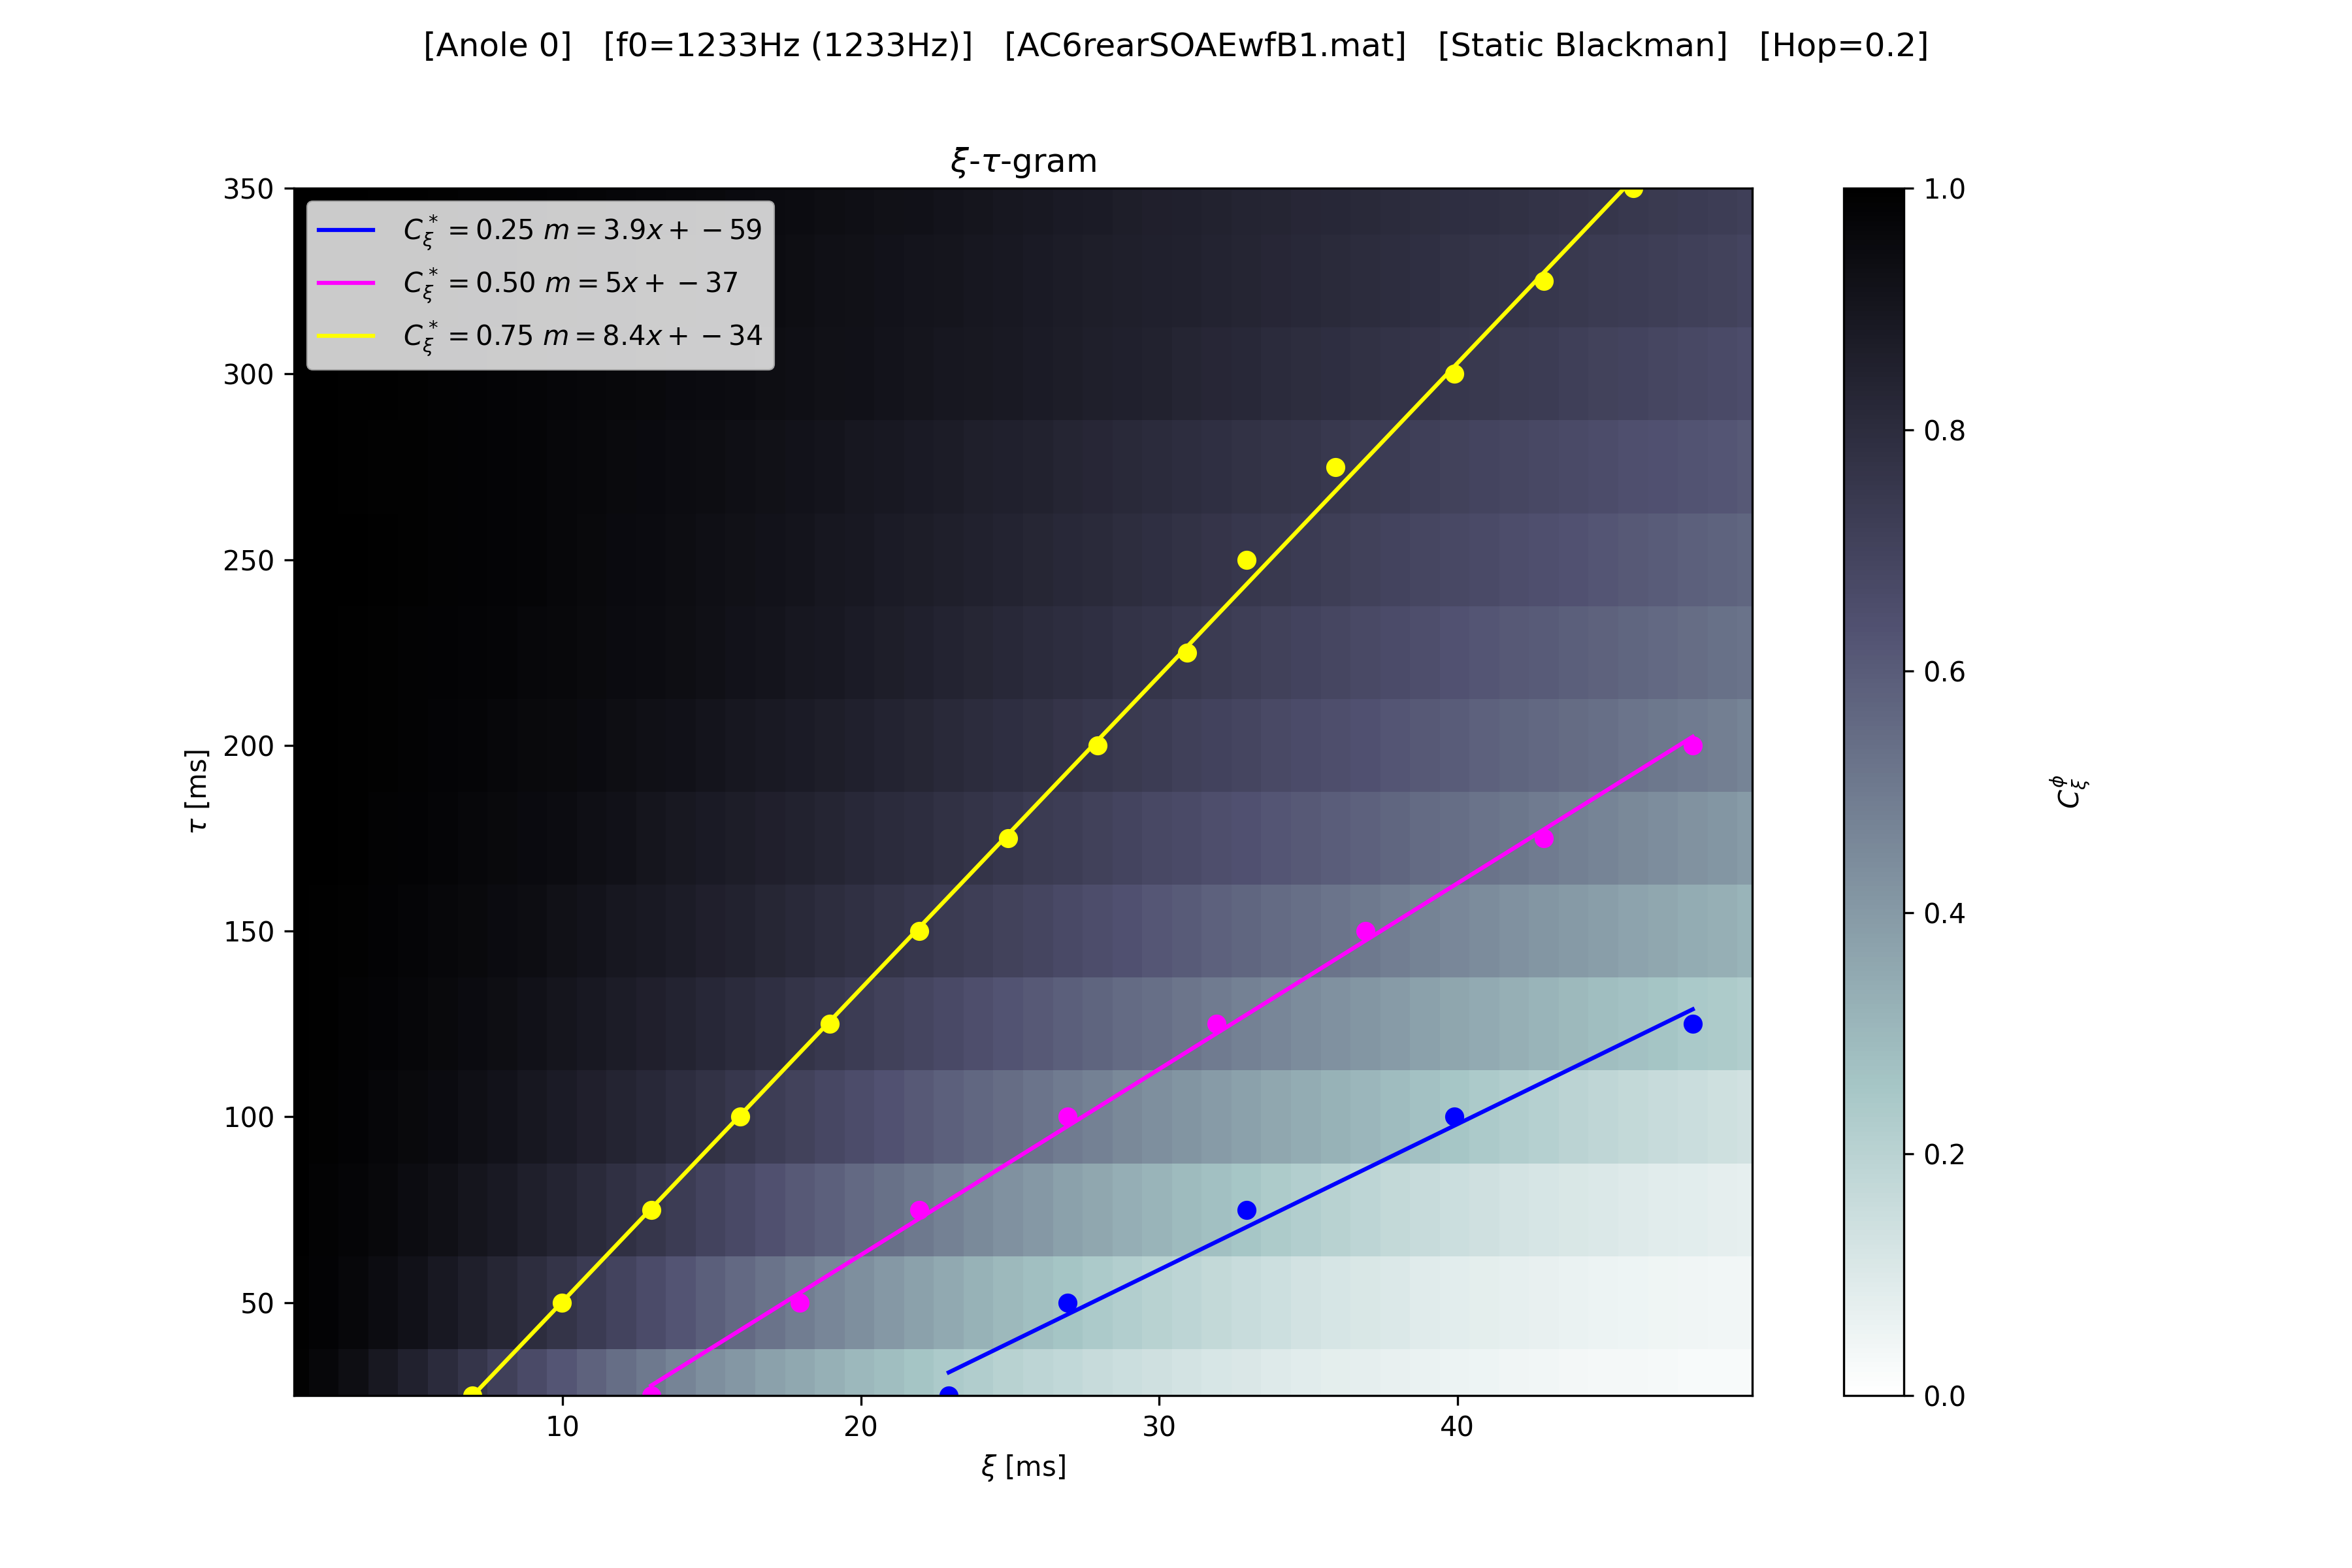 [Anole 0]   [f0=1233Hz (1233Hz)]   [AC6rearSOAEwfB1.mat]   [Static Blackman]   [Hop=0.2]
ξ-τ-gram
C*ξ = 0.25 m = 3.9x + −59
C*ξ = 0.50 m = 5x + −37
C*ξ = 0.75 m = 8.4x + −34
350
300
250
200
150
100
50
τ [ms]
10 20 30 40
ξ [ms]
1.0
0.8
0.6
0.4
0.2
0.0
Cϕξ